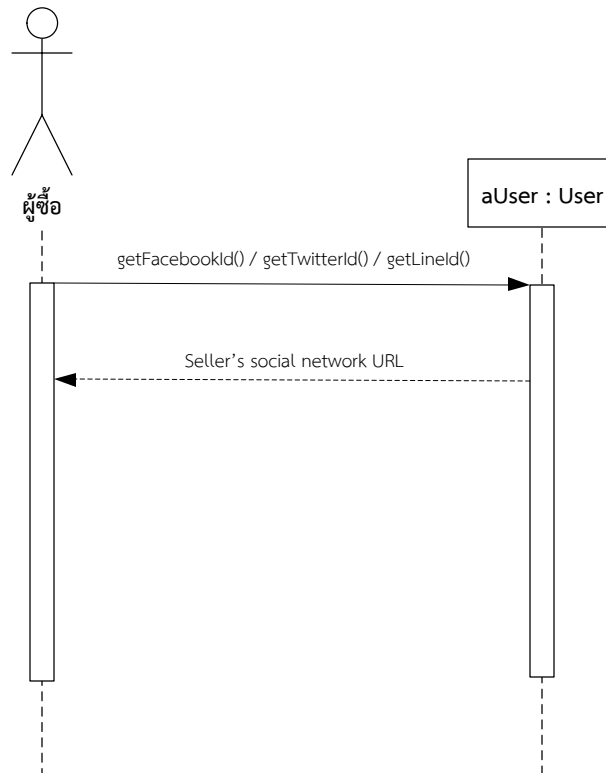 ผู้ซื้อ
aUser : User
getFacebookId() / getTwitterId() / getLineId()
Seller's social network URL